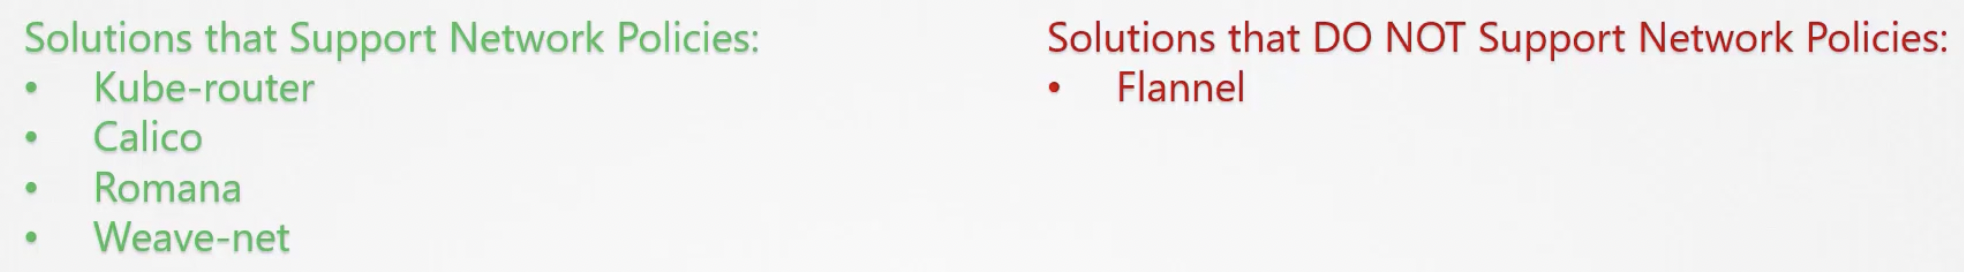 Solutions that Support Network Policies:
• Kube-router
• Calico
• Romana
• Weave-net
Solutions that DO NOT Support Network Policies:
• Flannel